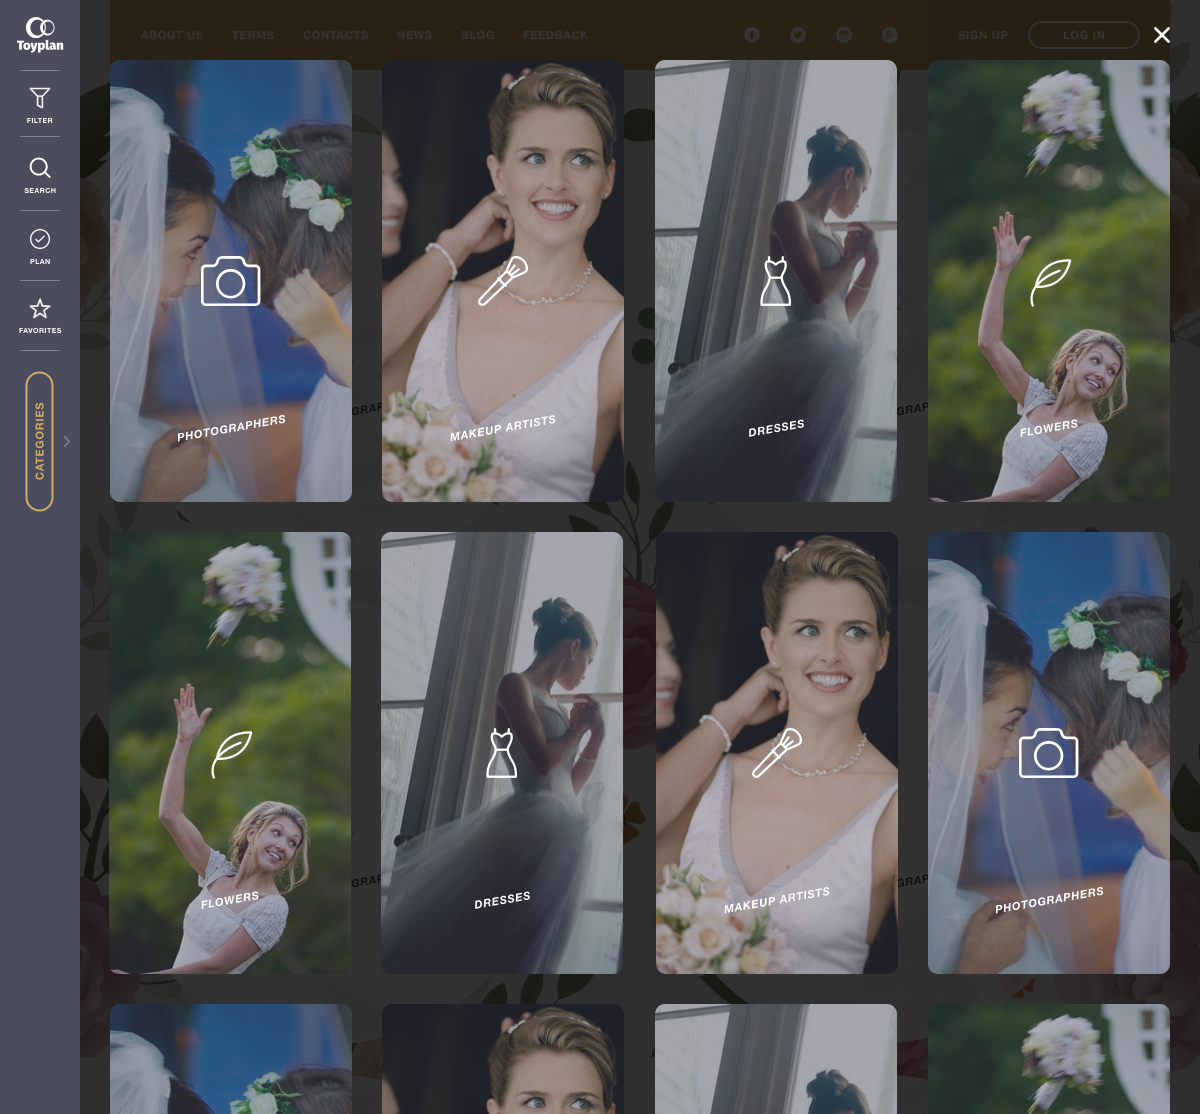 Toyplan
FILTER
SEARCH
PLAN
FAVORITES
CATEGORIES
ABOUT US TERMS CONTACTS NEWS BLOG FEEDBACK SIGN UP LOG IN
PHOTOGRAPHERS
MAKEUP ARTISTS
DRESSES
FLOWERS
FLOWERS
DRESSES
MAKEUP ARTISTS
PHOTOGRAPHERS